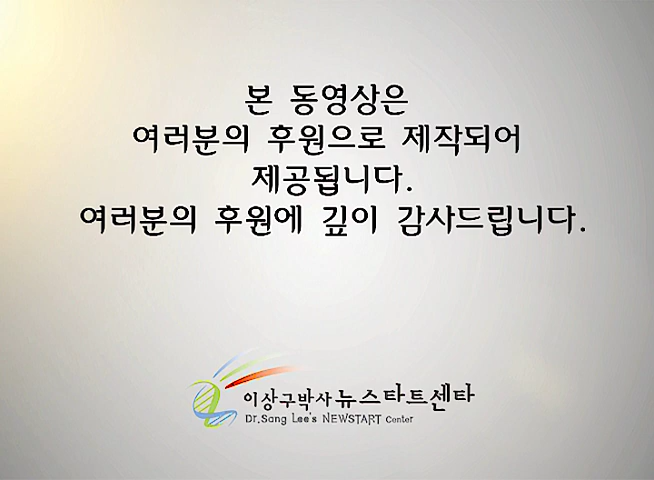 본 동영상은
여러분의 후원으로 제작되어
제공됩니다.
여러분의 후원에 깊이 감사드립니다.
이상구박사 뉴스타트센타
Dr.Sang Lee's NEWSTART Center